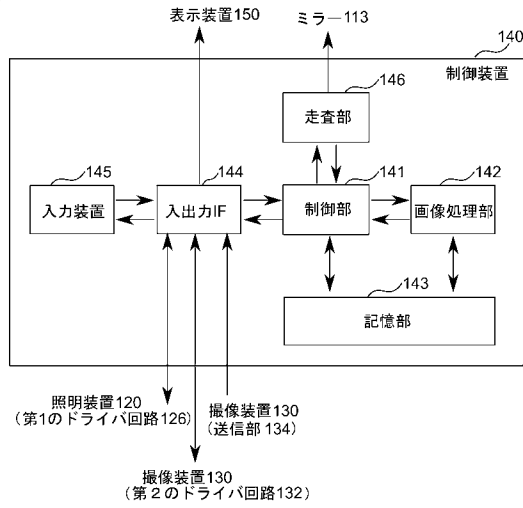 表示装置150
ミラー113
140
制御装置
146
走査部
145
144
141
142
入力装置
入出力IF
制御部
画像処理部
143
記憶部
照明装置120
(第1のドライバ回路126)
撮像装置130
(送信部134)
撮像装置130
(第2のドライバ回路132)